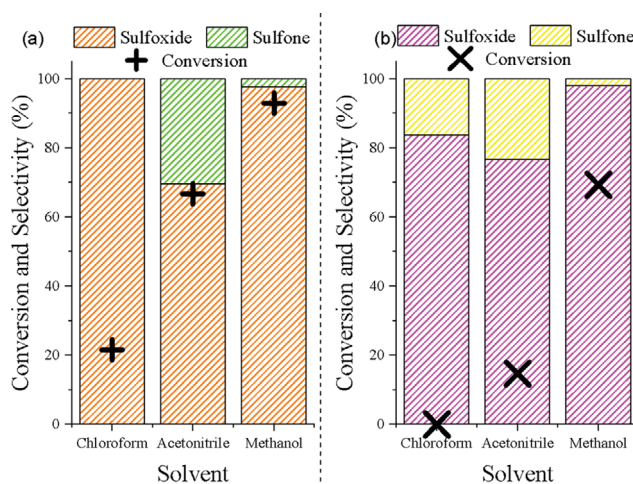 (a)
Sulfoxide
Sulfone
Conversion
Conversion and Selectivity (%)
100
80
60
40
20
0
Chloroform
Acetonitrile
Methanol
Solvent
(b)
Sulfoxide
Sulfone
Conversion
Conversion and Selectivity (%)
100
80
60
40
20
0
Chloroform
Acetonitrile
Methanol
Solvent